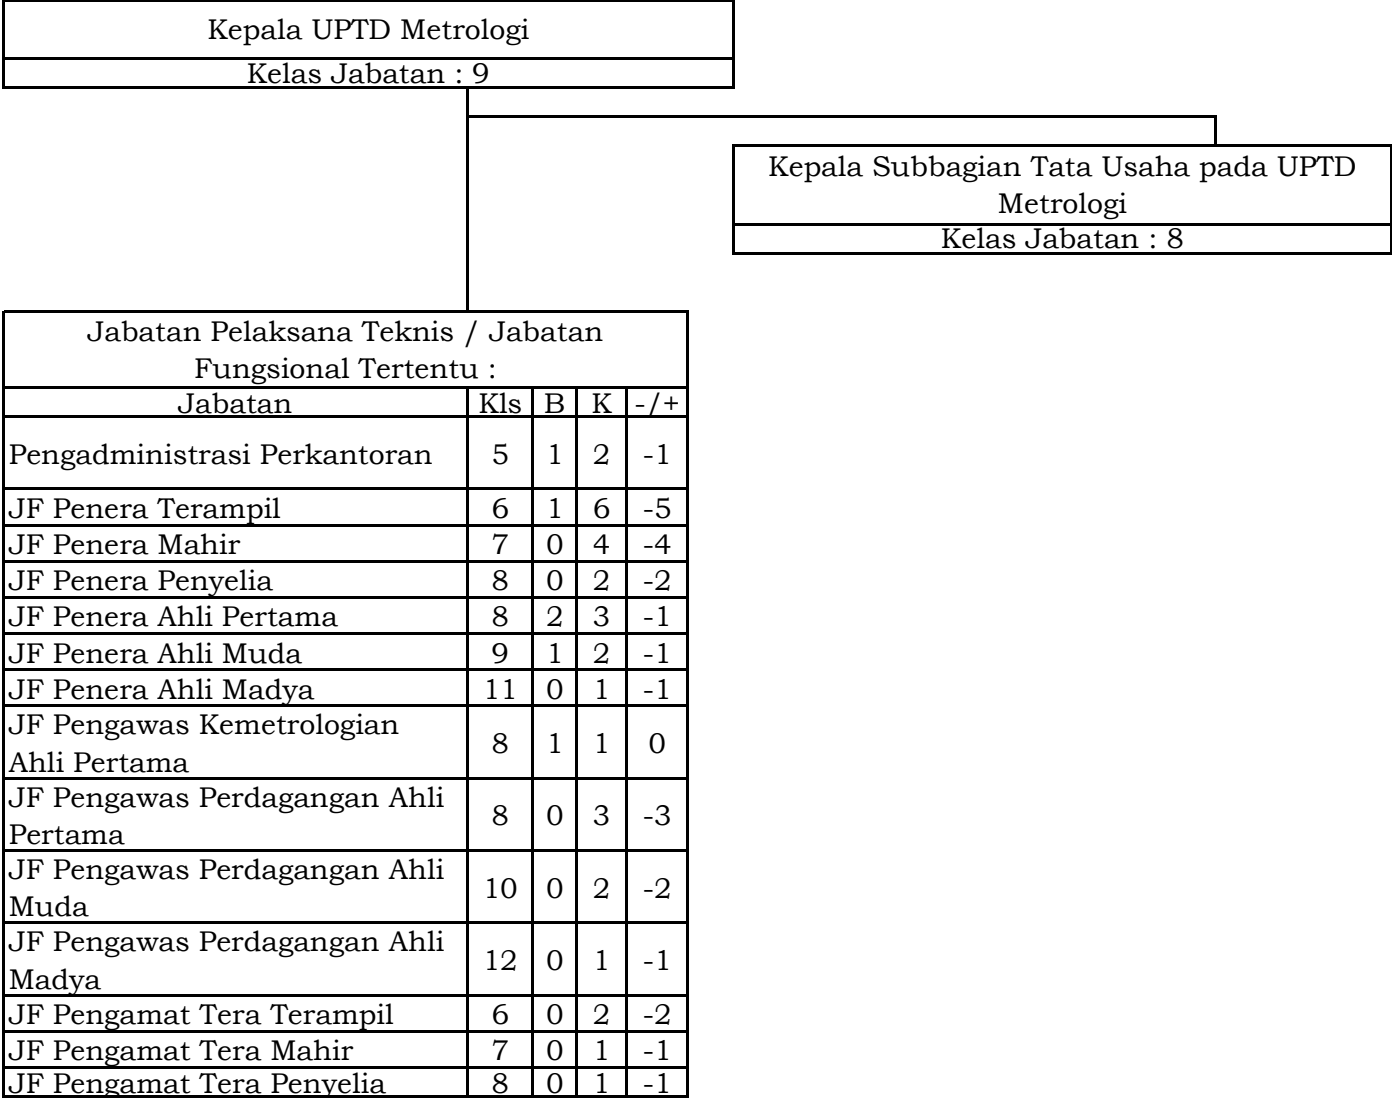 Kepala UPTD Metrologi
Kelas Jabatan : 9
Kepala Subbagian Tata Usaha pada UPTD
Metrologi
Kelas Jabatan : 8
Jabatan Pelaksana Teknis / Jabatan
Fungsional Tertentu :
Jabatan Kls B K -/+
Pengadministrasi Perkantoran 5 1 2 -1
JF Penera Terampil 6 1 6 -5
JF Penera Mahir 7 0 4 -4
JF Penera Penyelia 8 0 2 -2
JF Penera Ahli Pertama 8 2 3 -1
JF Penera Ahli Muda 9 1 2 -1
JF Penera Ahli Madya 11 0 1 -1
JF Pengawas Kemetrologian
Ahli Pertama 8 1 1 0
JF Pengawas Perdagangan Ahli
Pertama 8 0 3 -3
JF Pengawas Perdagangan Ahli
Muda 10 0 2 -2
JF Pengawas Perdagangan Ahli
Madya 12 0 1 -1
JF Pengamat Tera Terampil 6 0 2 -2
JF Pengamat Tera Mahir 7 0 1 -1
JF Pengamat Tera Penyelia 8 0 1 -1